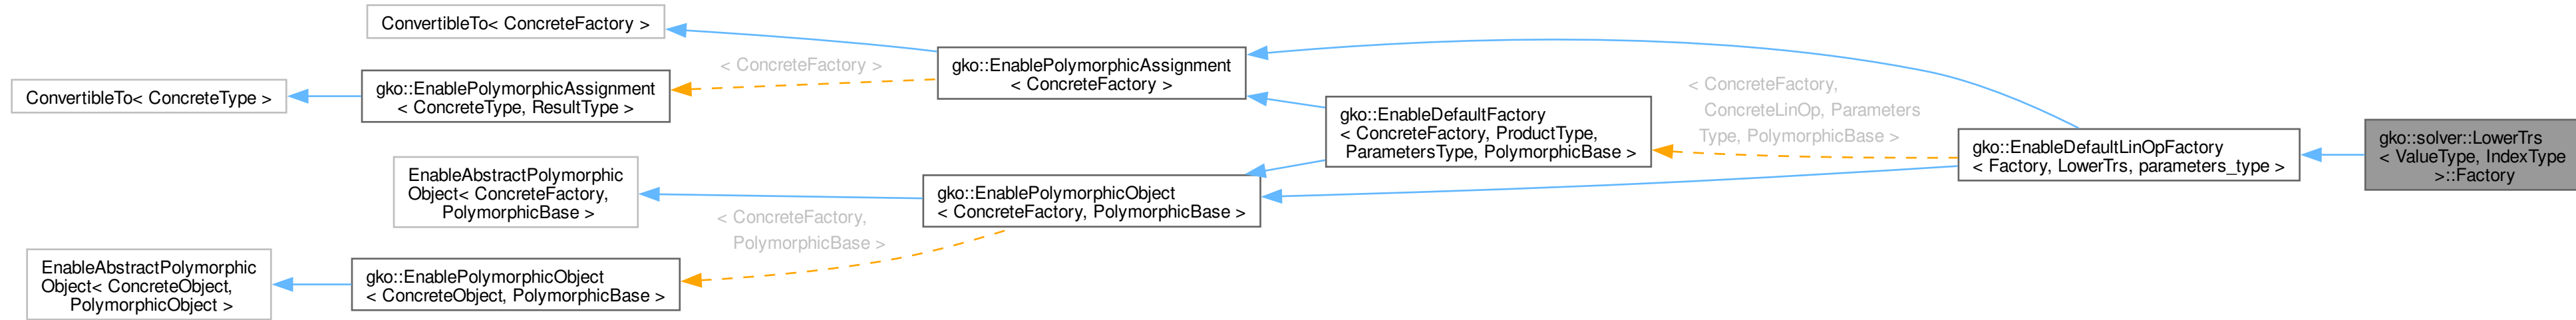 ConvertibleTo< ConcreteFactory >
ConvertibleTo< ConcreteType >
gko::EnablePolymorphicAssignment
< ConcreteType, ResultType >
< ConcreteFactory >
gko::EnablePolymorphicAssignment
< ConcreteFactory >
EnableAbstractPolymorphic
Object< ConcreteFactory,
PolymorphicBase >
EnableAbstractPolymorphic
Object< ConcreteObject,
PolymorphicObject >
gko::EnablePolymorphicObject
< ConcreteObject, PolymorphicBase >
< ConcreteFactory,
PolymorphicBase >
gko::EnablePolymorphicObject
< ConcreteFactory, PolymorphicBase >
gko::EnableDefaultFactory
< ConcreteFactory, ProductType,
ParametersType, PolymorphicBase >
< ConcreteFactory,
ConcreteLinOp, Parameters
Type, PolymorphicBase >
gko::EnableDefaultLinOpFactory
< Factory, LowerTrs, parameters_type >
gko::solver::LowerTrs
< ValueType, IndexType
>::Factory